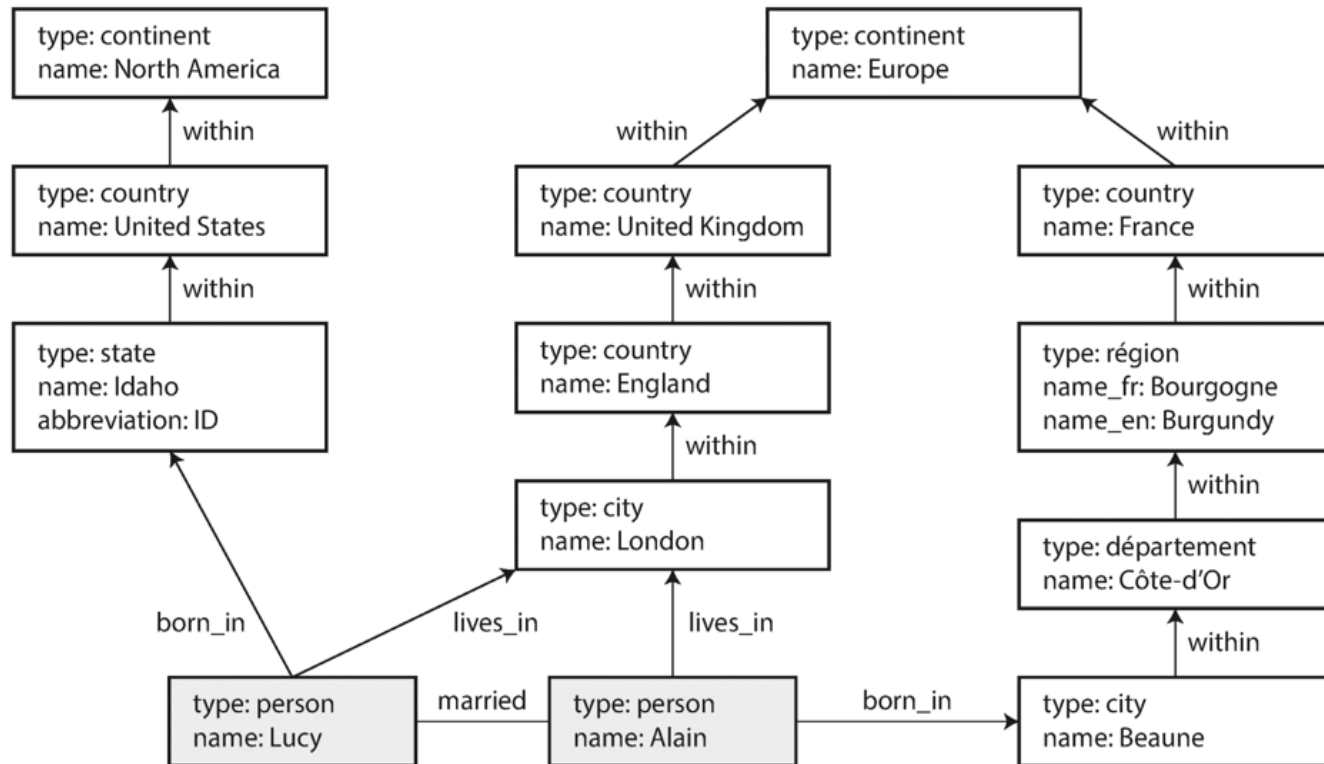 type: continent
name: North America
type: continent
name: Europe
within
within
within
type: country
name: United States
type: country
name: United Kingdom
type: country
name: France
within
within
within
type: state
name: Idaho
abbreviation: ID
type: country
name: England
type: région
name_fr: Bourgogne
name_en: Burgundy
within
within
type: city
name: London
type: département
name: Côte-d’Or
born_in
lives_in
lives_in
within
type: person
name: Lucy
married
type: person
name: Alain
born_in
type: city
name: Beaune